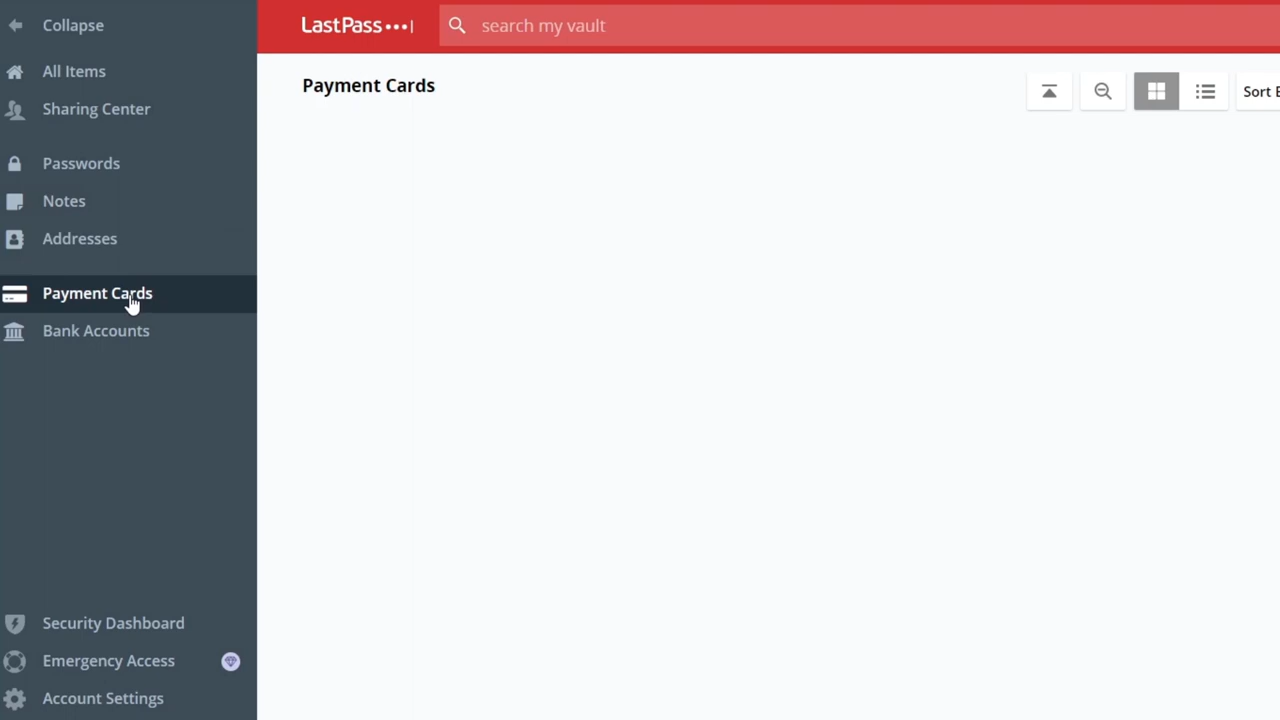 Collapse
All Items
Sharing Center
Passwords
Notes
Addresses
Payment Cards
Bank Accounts
Security Dashboard
Emergency Access
Account Settings
LastPass
search my vault
Payment Cards
Sort